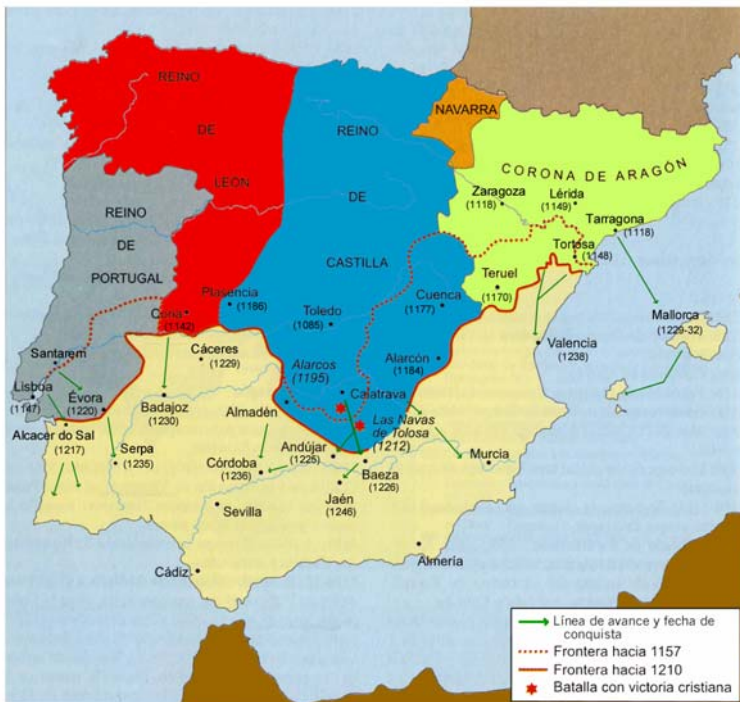 REINO
DE
LEÓN
REINO
DE
CASTILLA
NAVARRA
CORONA DE ARAGÓN
Zaragoza
(1118)
Lérida
(1149)
Tarragona
(1118)
Tortosa
(1148)
Teruel
(1170)
REINO
DE
PORTUGAL
Plasencia
(1186)
Coria
(1142)
Toledo
(1085)
Cuenca
(1177)
Mallorca
(1229-32)
Valencia
(1238)
Santarem
Lisboa
(1147)
Évora
(1220)
Cáceres
(1229)
Alarcos
(1195)
Alarcón
(1184)
Calatrava
Badajoz
(1230)
Almadén
Las Navas
de Tolosa
(1212)
Alcacer do Sal
(1217)
Serpa
(1235)
Córdoba
(1236)
Andújar
(1225)
Baeza
(1226)
Murcia
Jaén
(1246)
Sevilla
Cádiz
Almería
Línea de avance y fecha de
conquista
Frontera hacia 1157
Frontera hacia 1210
Batalla con victoria cristiana